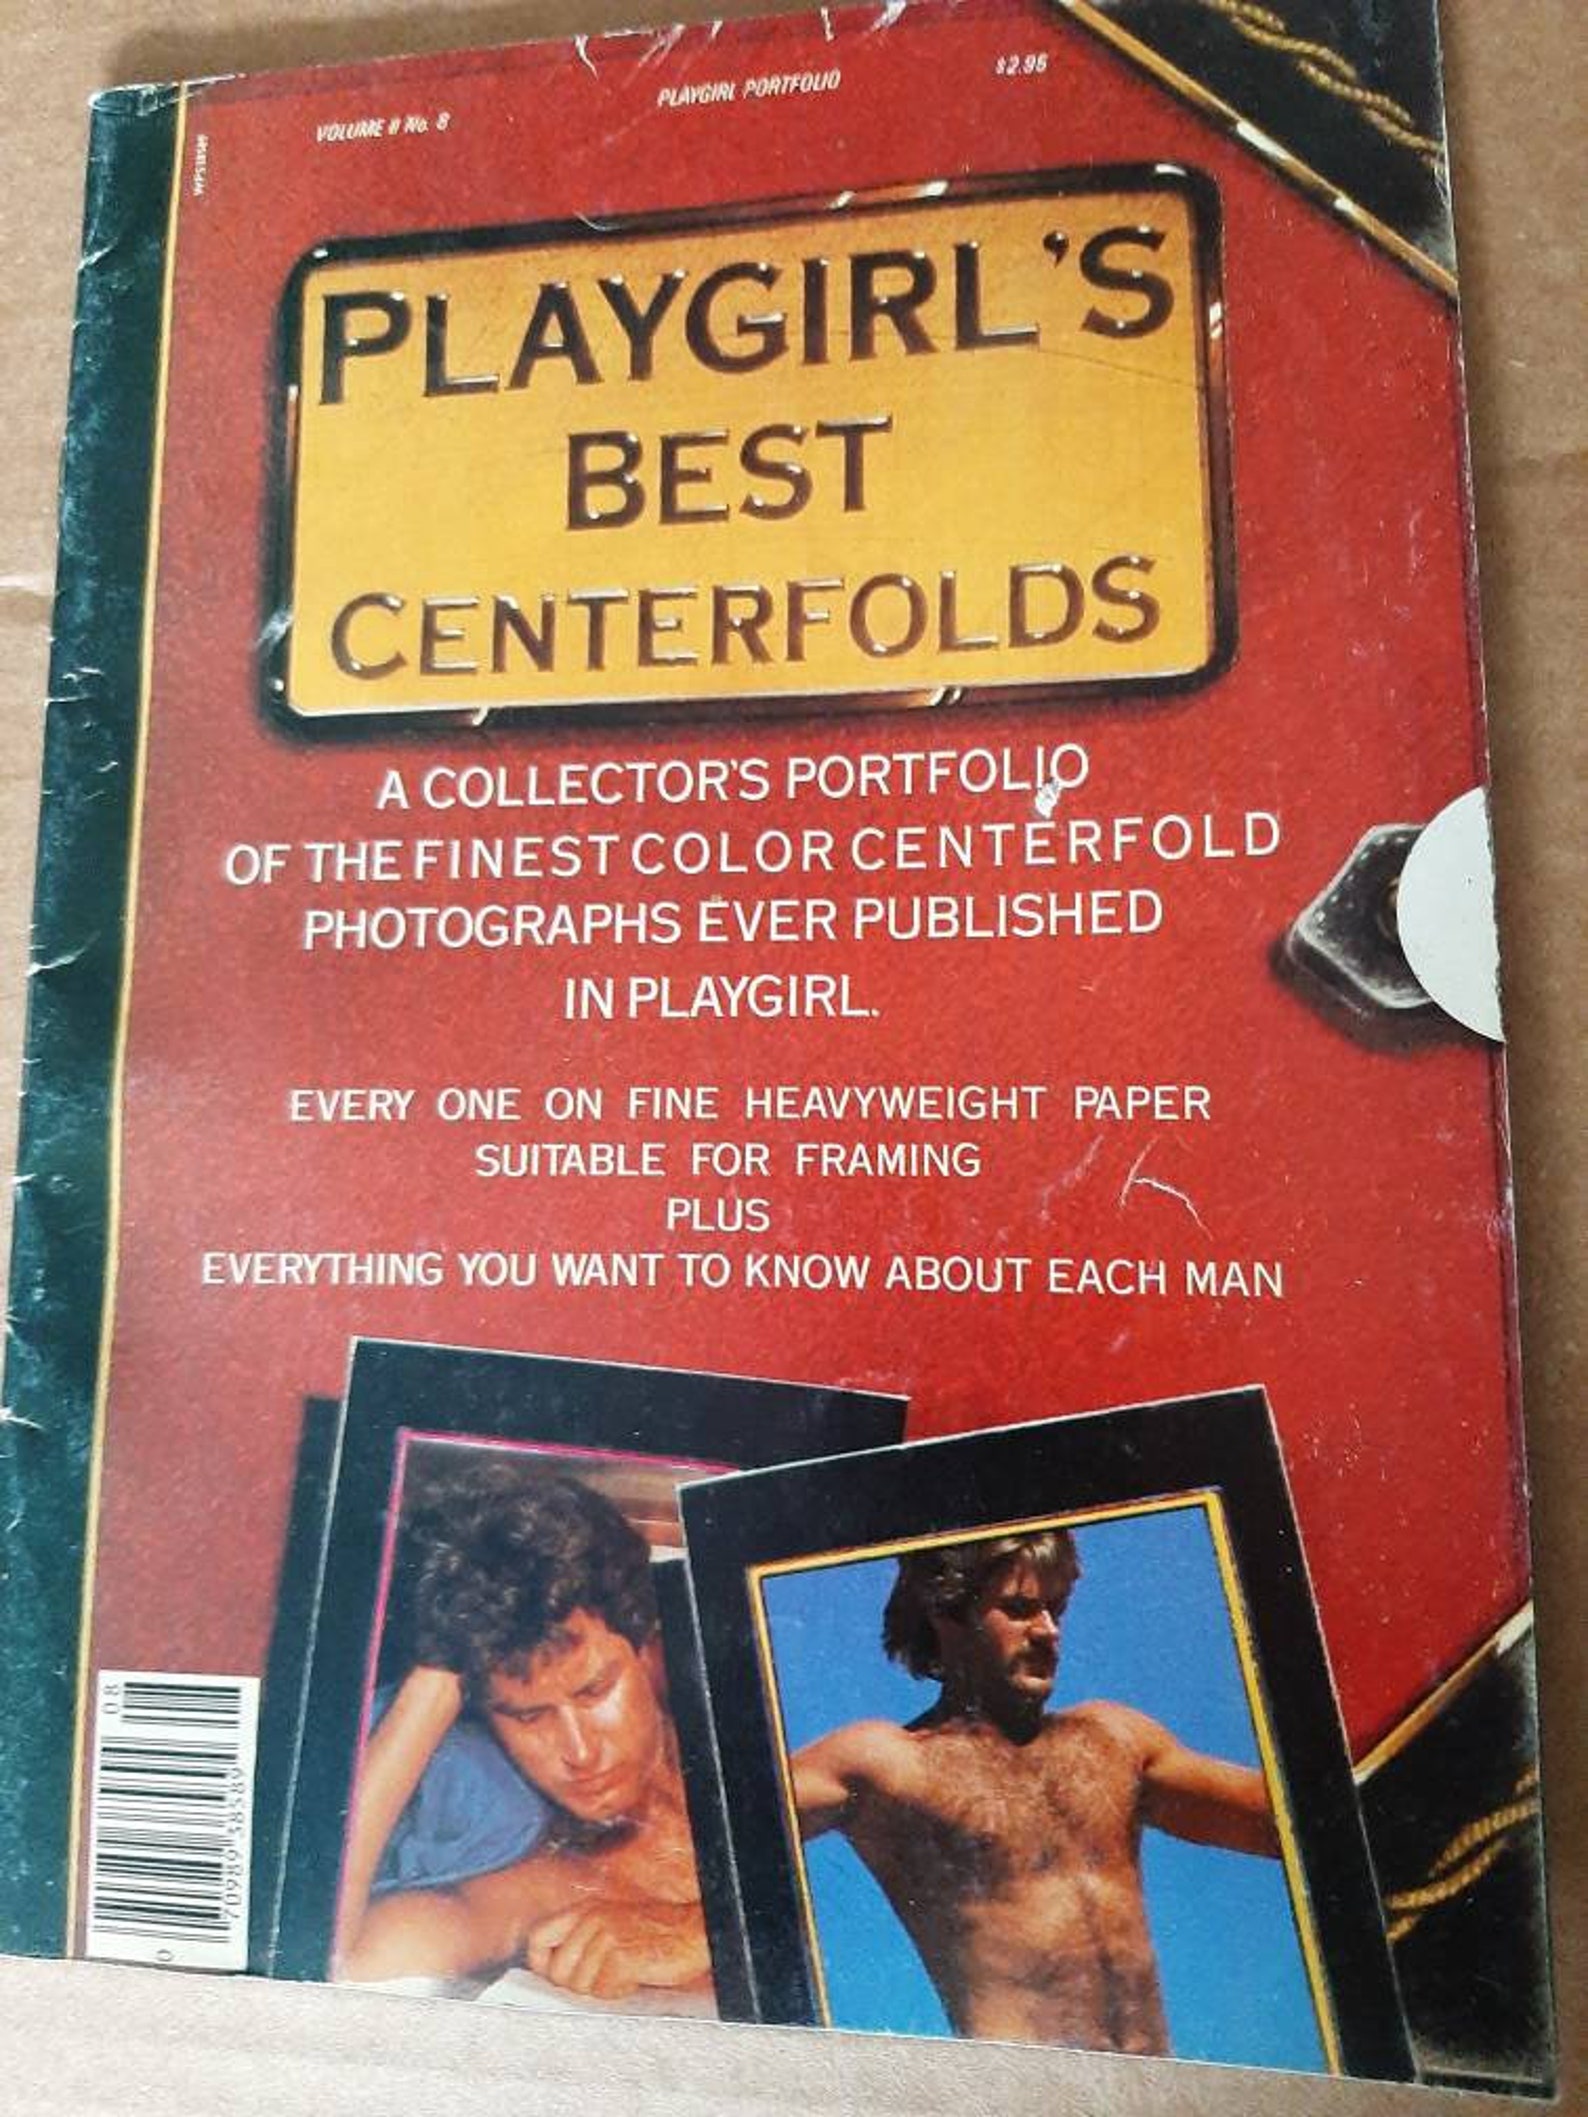 VOLUME II No. 8
PLAYGIRL PORTFOLIO
$2.95
PLAYGIRL'S
BEST
CENTERFOLDS
A COLLECTOR'S PORTFOLIO
OF THE FINEST COLOR CENTERFOLD
PHOTOGRAPHS EVER PUBLISHED
IN PLAYGIRL.
EVERY ONE ON FINE HEAVYWEIGHT PAPER
SUITABLE FOR FRAMING
PLUS
EVERYTHING YOU WANT TO KNOW ABOUT EACH MAN
08
0